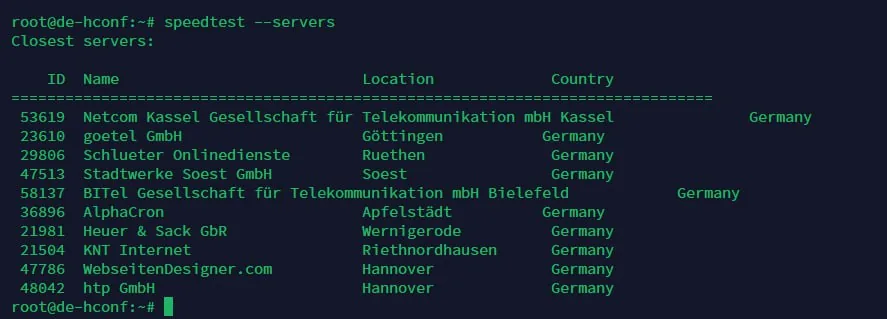 root@de-hconf:~# speedtest --servers
Closest servers:

    ID  Name                           Location             Country
==============================================================================
 53619  Netcom Kassel Gesellschaft für Telekommunikation mbH Kassel               Germany
 23610  goetel GmbH                    Göttingen           Germany
 29806  Schlueter Onlinedienste        Ruethen              Germany
 47513  Stadtwerke Soest GmbH          Soest                Germany
 58137  BITel Gesellschaft für Telekommunikation mbH Bielefeld            Germany
 36896  AlphaCron                      Apfelstädt          Germany
 21981  Heuer & Sack GbR               Wernigerode          Germany
 21504  KNT Internet                   Riethnordhausen      Germany
 47786  WebseitenDesigner.com          Hannover             Germany
 48042  htp GmbH                       Hannover             Germany
root@de-hconf:~#